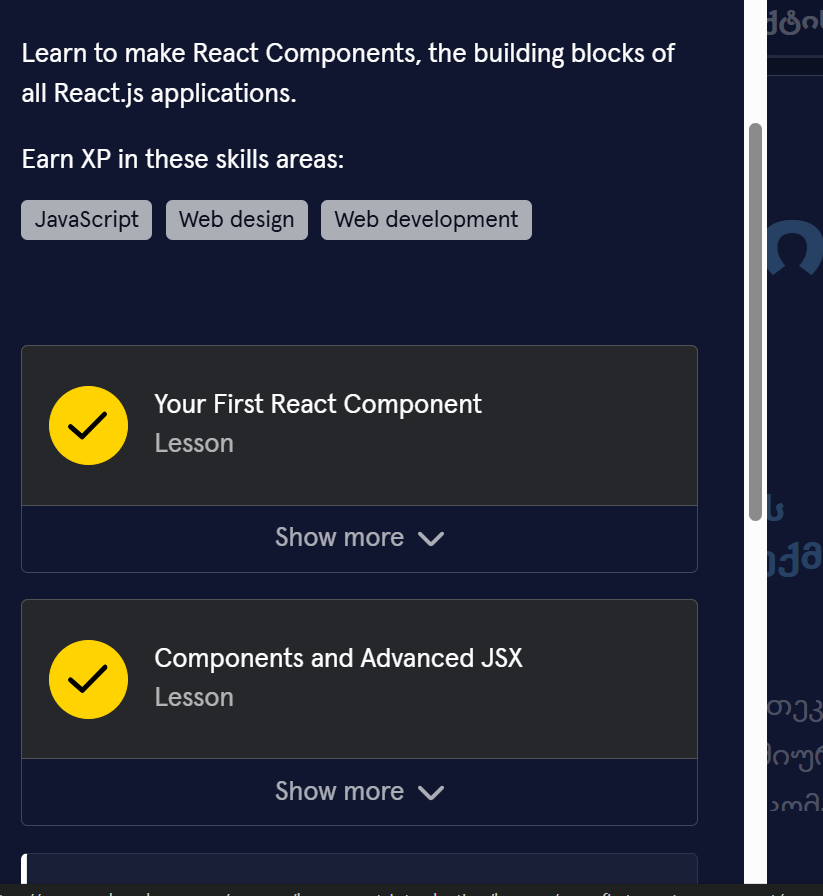 Learn to make React Components, the building blocks of
all React.js applications.
Earn XP in these skills areas:
JavaScript
Web design
Web development
Your First React Component
Lesson
Show more
Components and Advanced JSX
Lesson
Show more